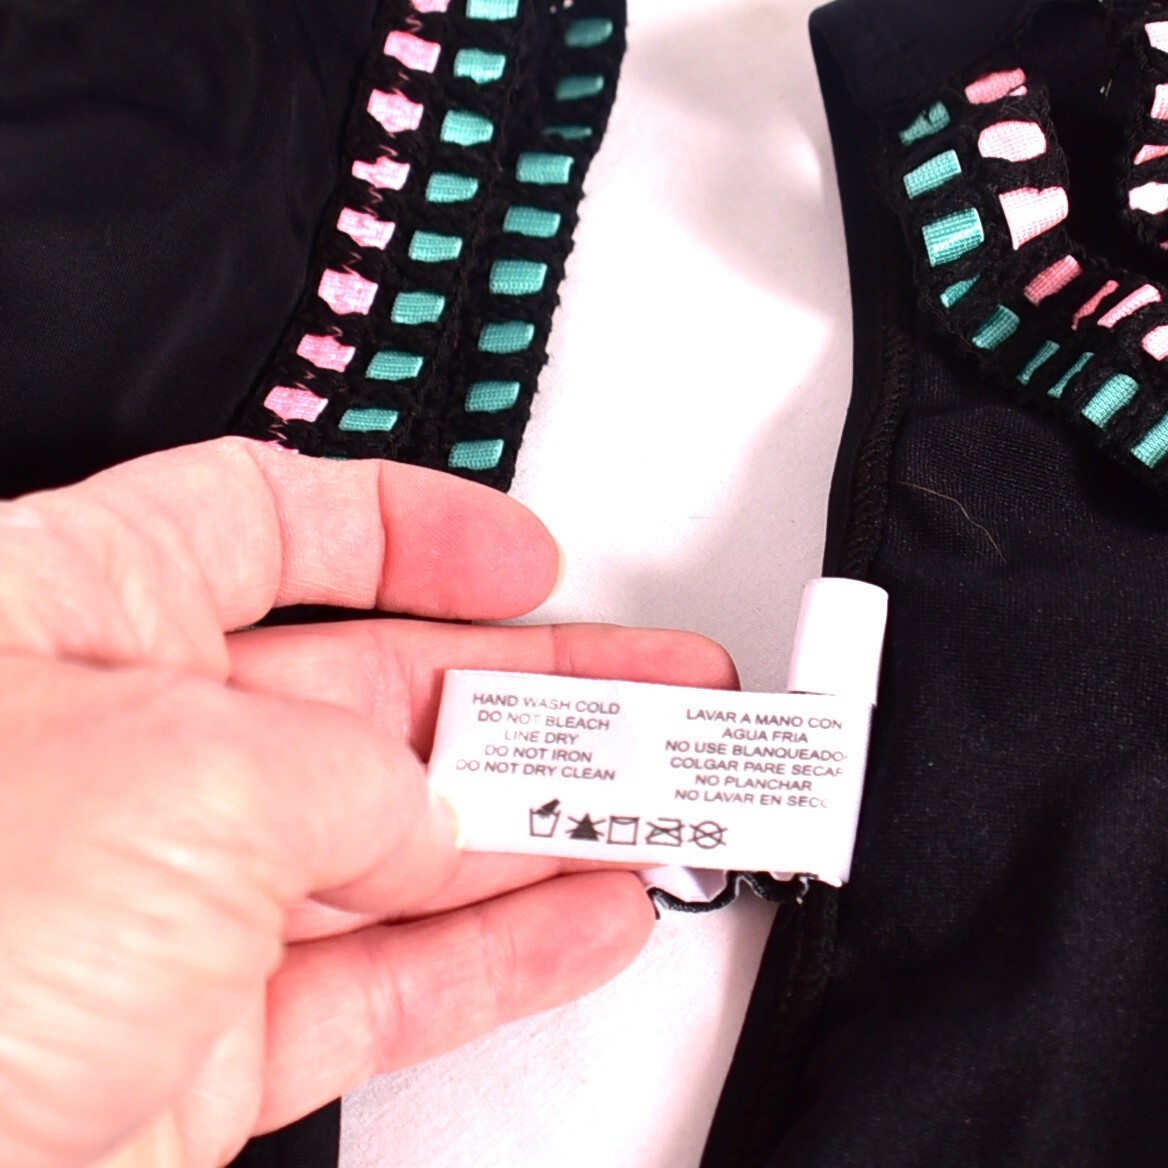 HAND WASH COLD
DO NOT BLEACH
LINE DRY
DO NOT IRON
DO NOT DRY CLEAN
LAVAR A MANO CON
AGUA FRIA
NO USE BLANQUEADO
COLGAR PARE SECAR
NO PLANCHAR
NO LAVAR EN SECO